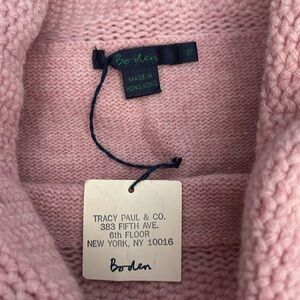 Boden
MADE IN
HONG KONG
TRACY PAUL & CO.
383 FIFTH AVE.
6th FLOOR
NEW YORK, NY 10016
Boden